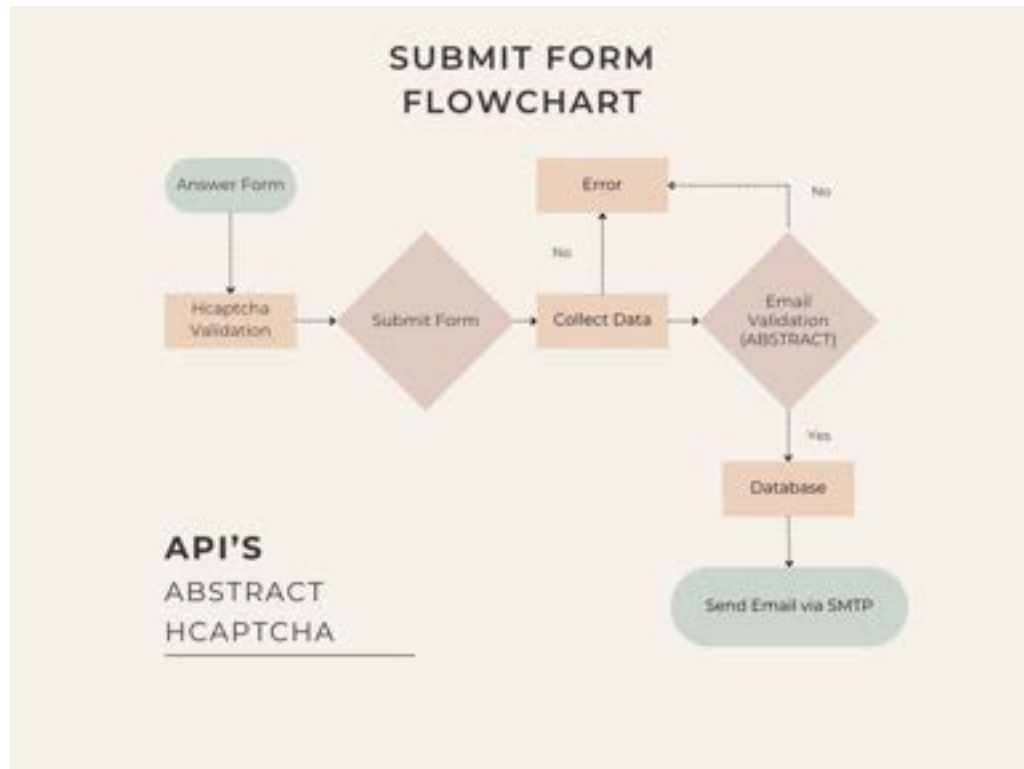 SUBMIT FORM
FLOWCHART
Answer Form
Error
No
No
Hcaptcha
Validation
Submit Form
Collect Data
Email
Validation
(ABSTRACT)
Yes
Database
API'S
ABSTRACT
HCAPTCHA
Send Email via SMTP